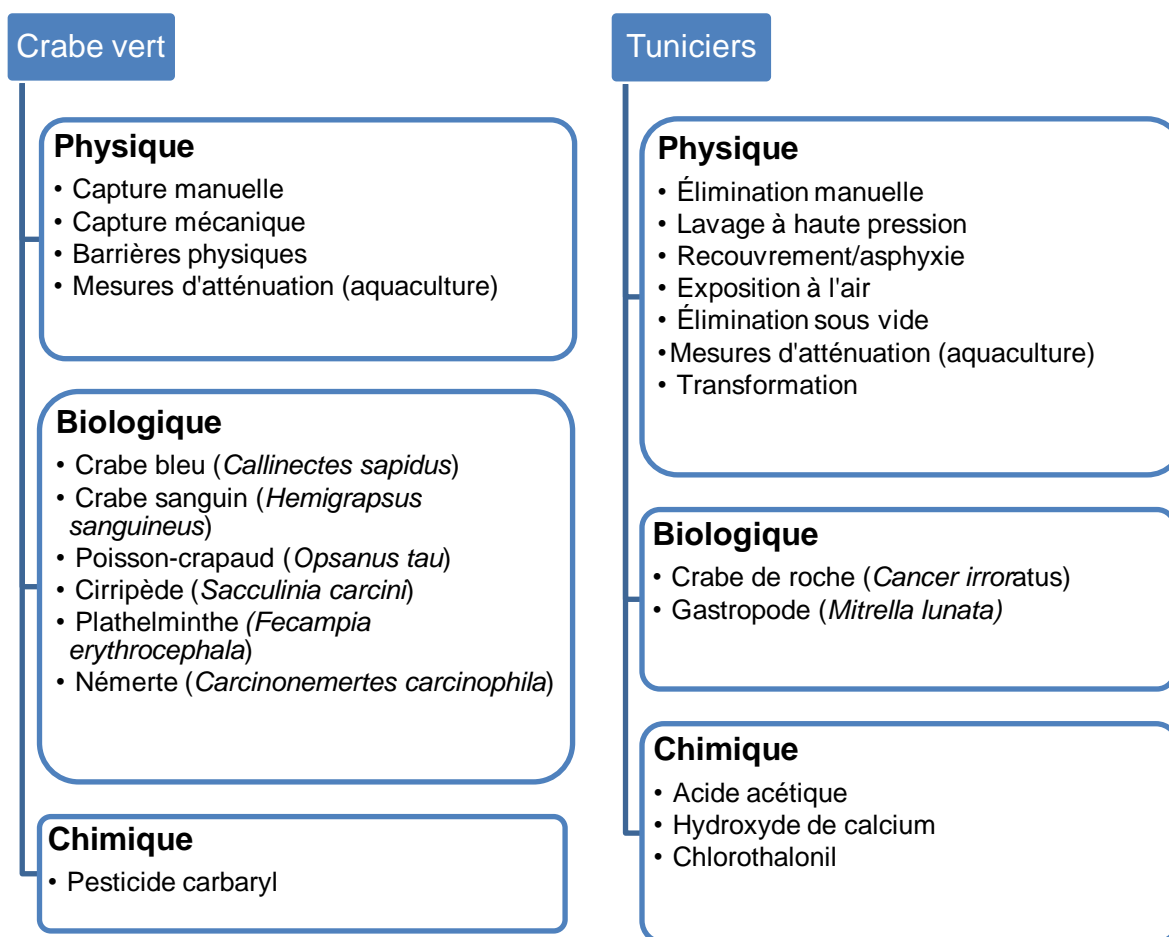 Crabe vert
Physique
• Capture manuelle
• Capture mécanique
• Barrières physiques
• Mesures d'atténuation (aquaculture)
Biologique
• Crabe bleu (Callinectes sapidus)
• Crabe sanguin (Hemigrapsus
sanguineus)
• Poisson-crapaud (Opsanus tau)
• Cirripède (Sacculinia carcini)
• Plathelminthe (Fecampia
erythrocephala)
• Némerte (Carcinonemertes carcinophila)
Chimique
• Pesticide carbaryl
Tuniciers
Physique
• Élimination manuelle
• Lavage à haute pression
• Recouvrement/asphyxie
• Exposition à l'air
• Élimination sous vide
•Mesures d'atténuation (aquaculture)
• Transformation
Biologique
• Crabe de roche (Cancer irroratus)
• Gastropode (Mitrella lunata)
Chimique
• Acide acétique
• Hydroxyde de calcium
• Chlorothalonil